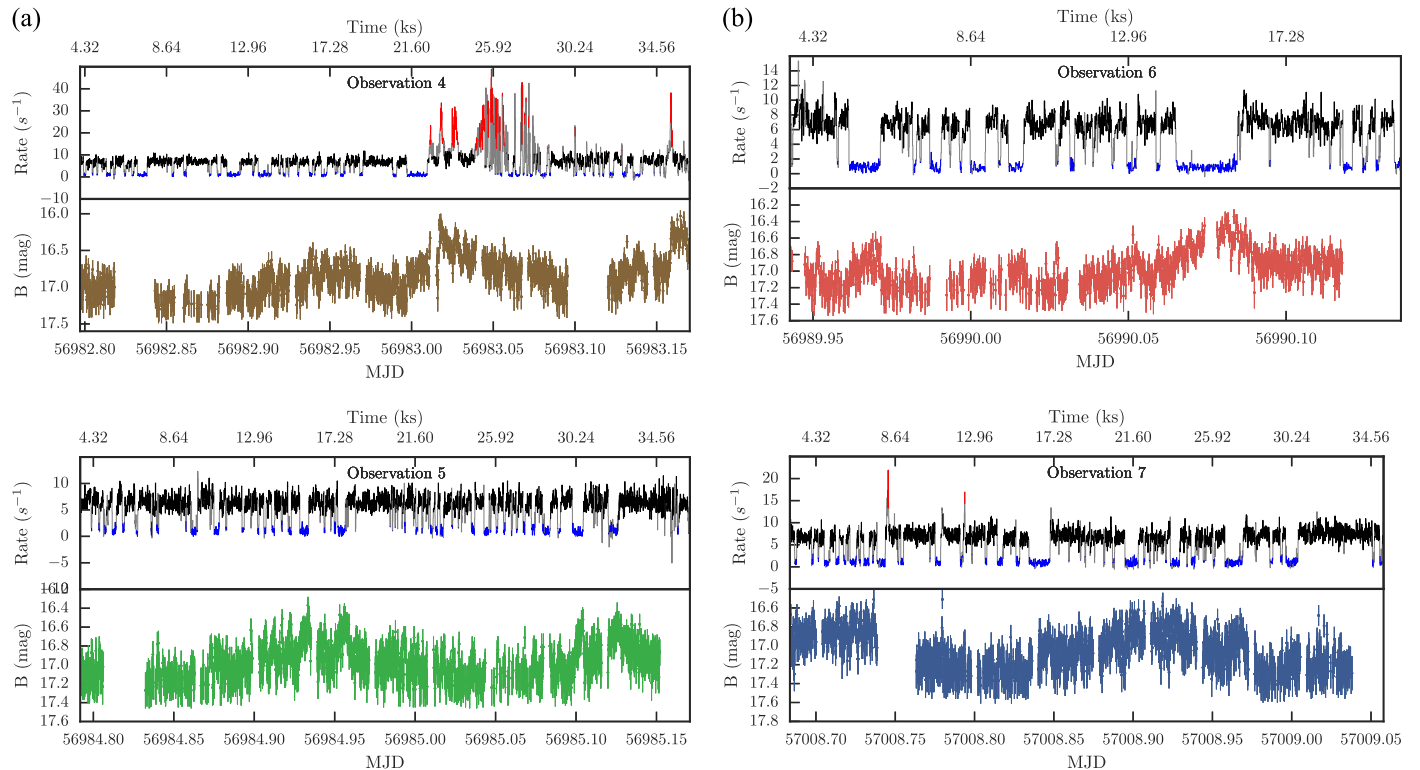 (a)
Time (ks)
4.32 8.64 12.96 17.28 21.60 25.92 30.24 34.56
Observation 4
Rate (s⁻¹)
40
30
20
10
0
−10
B (mag)
16.0
16.5
17.0
17.5
56982.80 56982.85 56982.90 56982.95 56983.00 56983.05 56983.10 56983.15
MJD
(b)
Time (ks)
4.32 8.64 12.96 17.28
Observation 6
Rate (s⁻¹)
14
12
10
8
6
4
2
0
−2
B (mag)
16.2
16.4
16.6
16.8
17.0
17.2
17.4
17.6
56989.95 56990.00 56990.05 56990.10
MJD
Time (ks)
4.32 8.64 12.96 17.28 21.60 25.92 30.24 34.56
Observation 5
Rate (s⁻¹)
10
5
0
−5
B (mag)
16.4
16.6
16.8
17.0
17.2
17.4
17.6
56984.80 56984.85 56984.90 56984.95 56985.00 56985.05 56985.10 56985.15
MJD
Time (ks)
4.32 8.64 12.96 17.28 21.60 25.92 30.24 34.56
Observation 7
Rate (s⁻¹)
20
15
10
5
0
−5
B (mag)
16.6
16.8
17.0
17.2
17.4
17.6
17.8
57008.70 57008.75 57008.80 57008.85 57008.90 57008.95 57009.00 57009.05
MJD